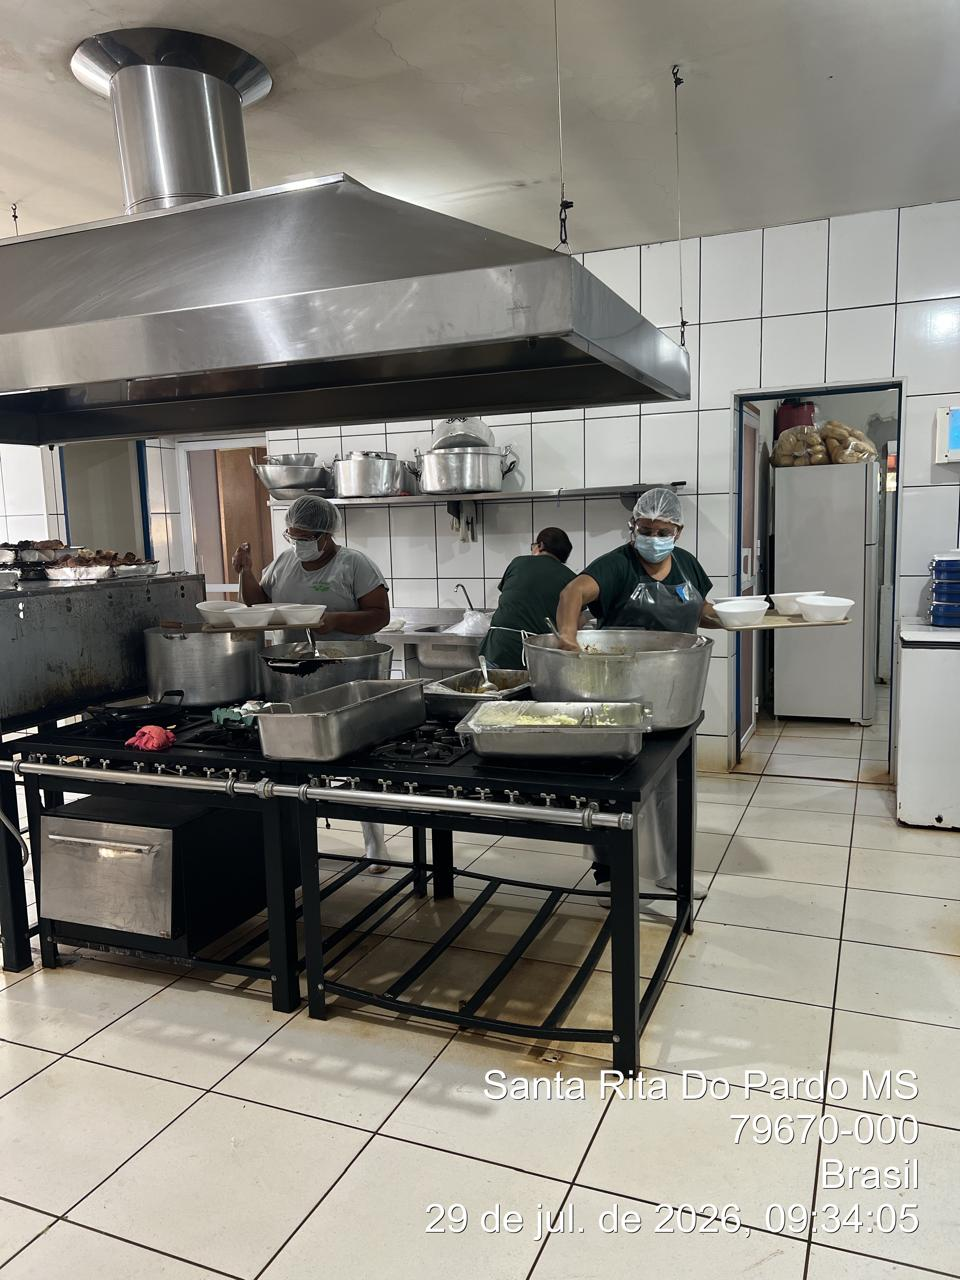 Santa Rita Do Pardo MS
79670-000
Brasil
29 de jul. de 2026, 09:34:05